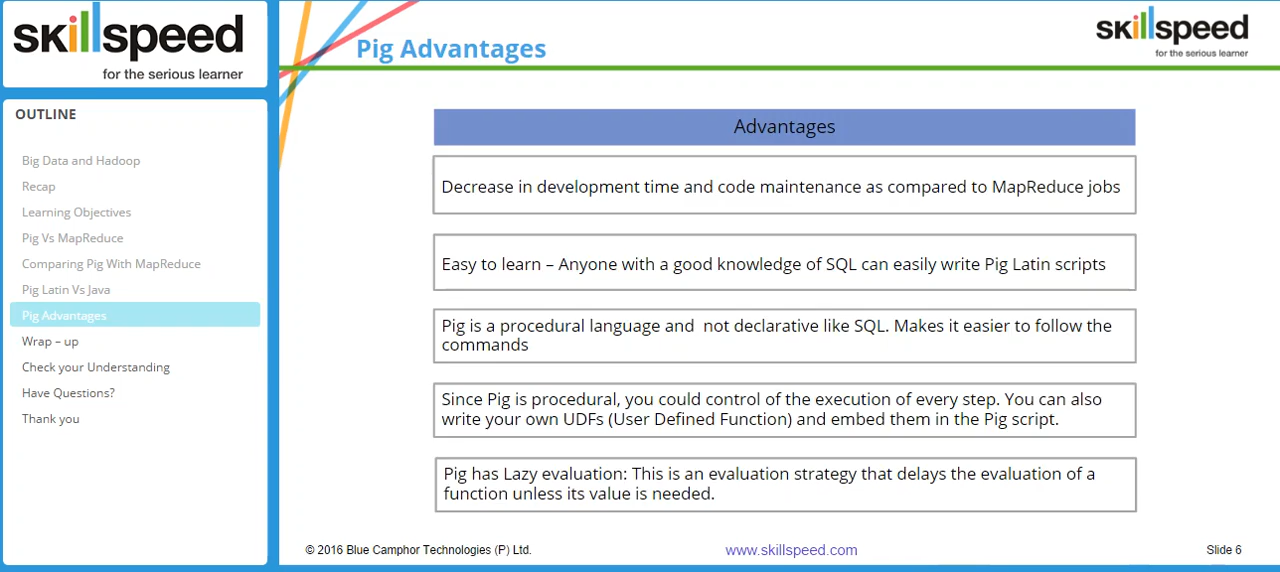 skillspeed
for the serious learner
OUTLINE
Big Data and Hadoop
Recap
Learning Objectives
Pig Vs MapReduce
Comparing Pig With MapReduce
Pig Latin Vs Java
Pig Advantages
Wrap – up
Check your Understanding
Have Questions?
Thank you
Pig Advantages
skillspeed
for the serious learner
Advantages
Decrease in development time and code maintenance as compared to MapReduce jobs
Easy to learn – Anyone with a good knowledge of SQL can easily write Pig Latin scripts
Pig is a procedural language and not declarative like SQL. Makes it easier to follow the
commands
Since Pig is procedural, you could control of the execution of every step. You can also
write your own UDFs (User Defined Function) and embed them in the Pig script.
Pig has Lazy evaluation: This is an evaluation strategy that delays the evaluation of a
function unless its value is needed.
© 2016 Blue Camphor Technologies (P) Ltd.
www.skillspeed.com
Slide 6